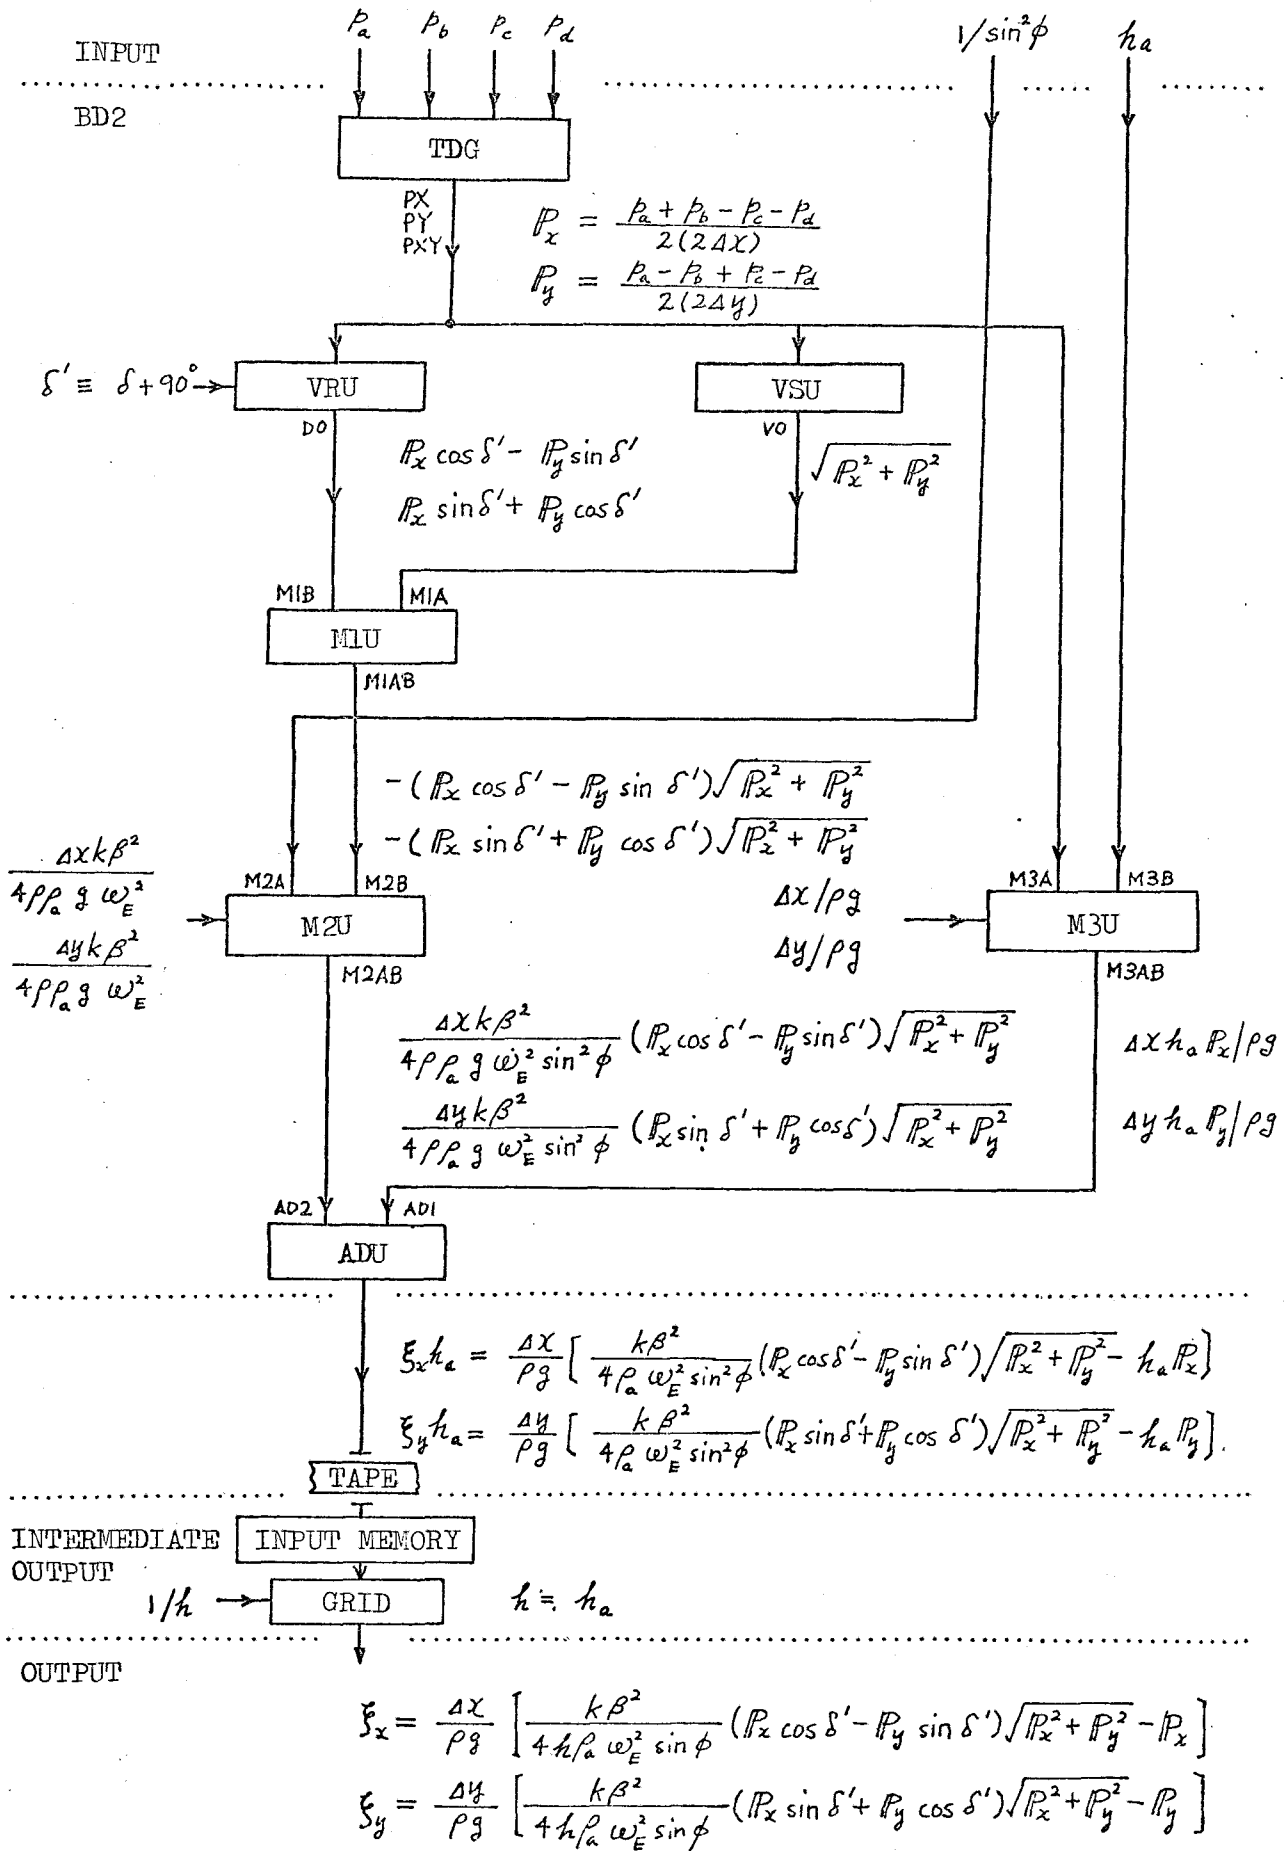 p_a p_b p_c p_d 1/sin²φ h_a
INPUT
BD2
TDG
PX
PY
PXY
ℙ_x = (p_a + p_b - p_c - p_d) / 2(2Δx)
ℙ_y = (p_a - p_b + p_c - p_d) / 2(2Δy)
δ' ≡ δ+90°
VRU
VSU
DO
VO
ℙ_x cos δ' - ℙ_y sin δ'
√(ℙ_x² + ℙ_y²)
ℙ_x sin δ' + ℙ_y cos δ'
M1B M1A
M1U
M1AB
-(ℙ_x cos δ' - ℙ_y sin δ')√(ℙ_x² + ℙ_y²)
-(ℙ_x sin δ' + ℙ_y cos δ')√(ℙ_x² + ℙ_y²)
Δx k β² / 4ρρ_a g ω_E²
Δy k β² / 4ρρ_a g ω_E²
M2A M2B
M2U
M2AB
Δx/ρg
Δy/ρg
M3A M3B
M3U
M3AB
Δx k β² / 4ρρ_a g ω_E² sin² φ (ℙ_x cos δ' - ℙ_y sin δ')√(ℙ_x² + ℙ_y²) Δx h_a ℙ_x/ρg
Δy k β² / 4ρρ_a g ω_E² sin² φ (ℙ_x sin δ' + ℙ_y cos δ')√(ℙ_x² + ℙ_y²) Δy h_a ℙ_y/ρg
AD2 AD1
ADU
ξ_x h_a = Δx/ρg [ kβ² / 4ρ_a ω_E² sin² φ (ℙ_x cos δ' - ℙ_y sin δ')√(ℙ_x² + ℙ_y²) - h_a ℙ_x ]
ξ_y h_a = Δy/ρg [ kβ² / 4ρ_a ω_E² sin² φ (ℙ_x sin δ' + ℙ_y cos δ')√(ℙ_x² + ℙ_y²) - h_a ℙ_y ].
TAPE
INTERMEDIATE
OUTPUT
INPUT MEMORY
1/h GRID h ≒ h_a
OUTPUT
ξ_x = Δx/ρg [ kβ² / 4hρ_a ω_E² sin φ (ℙ_x cos δ' - ℙ_y sin δ')√(ℙ_x² + ℙ_y²) - ℙ_x ]
ξ_y = Δy/ρg [ kβ² / 4hρ_a ω_E² sin φ (ℙ_x sin δ' + ℙ_y cos δ')√(ℙ_x² + ℙ_y²) - ℙ_y ]